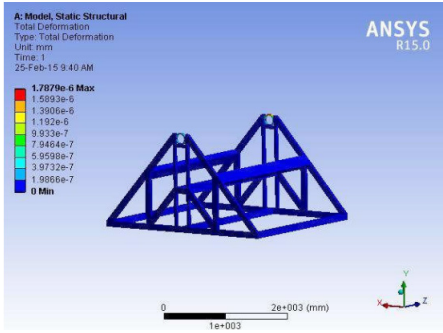 A: Model, Static Structural
Total Deformation
Type: Total Deformation
Unit: mm
Time: 1
25-Feb-15 9:40 AM
ANSYS
R15.0
1.7879e-6 Max
1.5893e-6
1.3906e-6
1.192e-6
9.933e-7
7.9464e-7
5.9598e-7
3.9732e-7
1.9866e-7
0 Min
0
2e+003 (mm)
1e+003
Y
X
Z